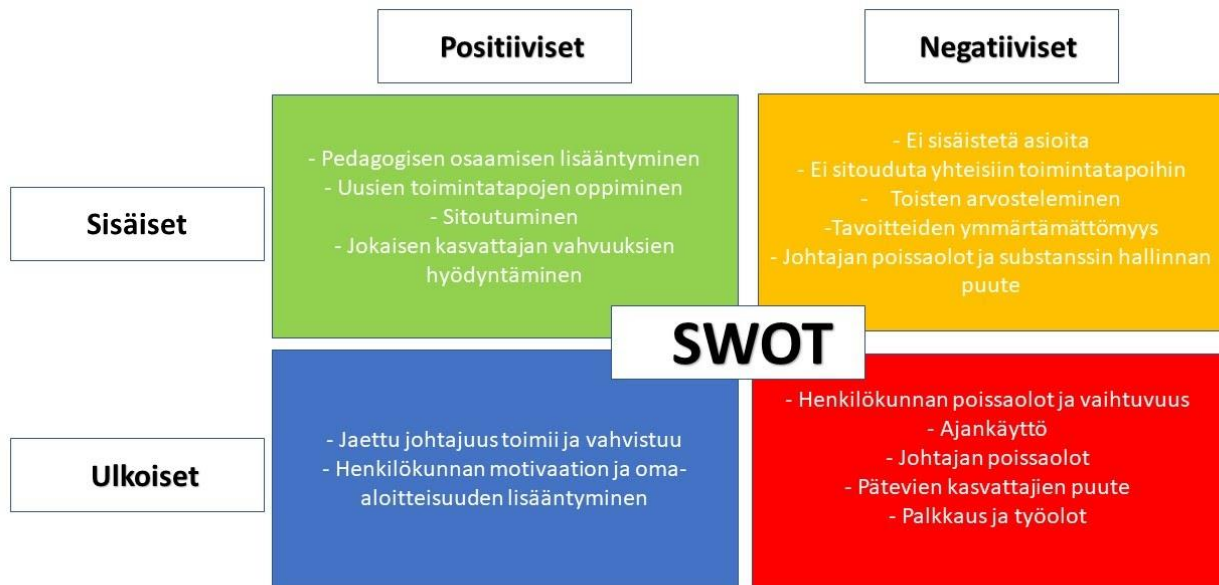 Positiiviset
Negatiiviset
Sisäiset
- Pedagogisen osaamisen lisääntyminen
- Uusien toimintatapojen oppiminen
- Sitoutuminen
- Jokaisen kasvattajan vahvuuksien
hyödyntäminen
- Ei sisäistetä asioita
- Ei sitouduta yhteisiin toimintatapoihin
- Toisten arvosteleminen
-Tavoitteiden ymmärtämättömyys
- Johtajan poissaolot ja substanssin hallinnan
puute
SWOT
Ulkoiset
- Jaettu johtajuus toimii ja vahvistuu
- Henkilökunnan motivaation ja oma-
aloitteisuuden lisääntyminen
- Henkilökunnan poissaolot ja vaihtuvuus
- Ajankäyttö
- Johtajan poissaolot
- Pätevien kasvattajien puute
- Palkkaus ja työolot